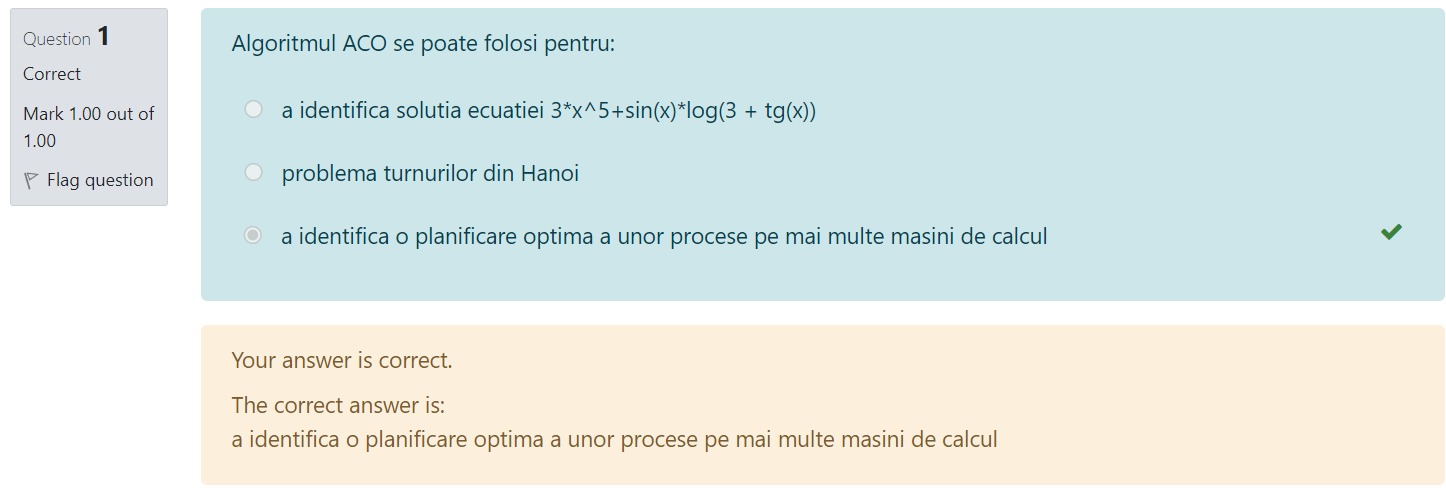 Question 1
Correct
Mark 1.00 out of
1.00
Flag question
Algoritmul ACO se poate folosi pentru:
a identifica solutia ecuatiei 3*x^5+sin(x)*log(3 + tg(x))
problema turnurilor din Hanoi
a identifica o planificare optima a unor procese pe mai multe masini de calcul
Your answer is correct.
The correct answer is:
a identifica o planificare optima a unor procese pe mai multe masini de calcul